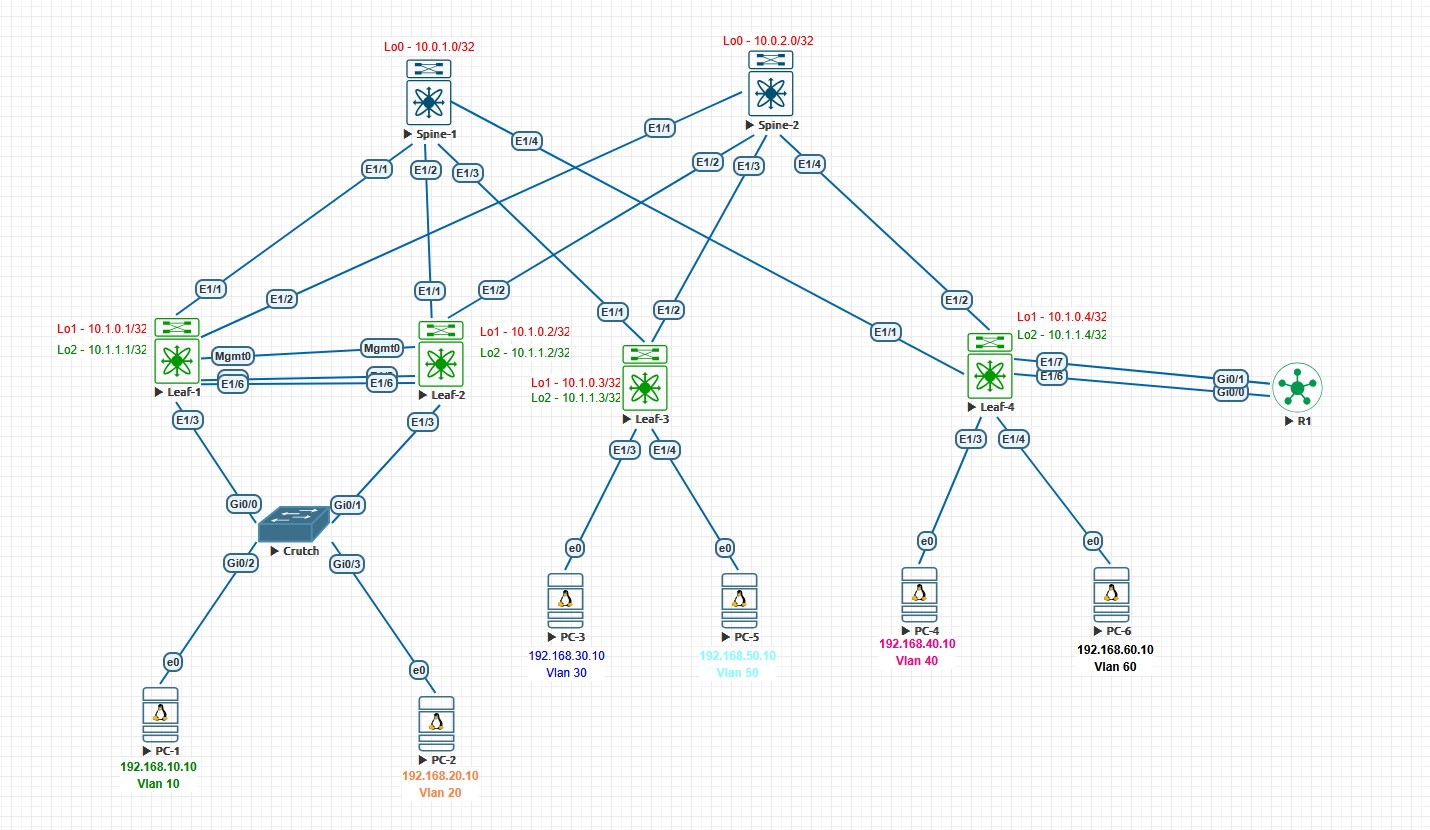 Lo0 - 10.0.1.0/32
Lo0 - 10.0.2.0/32
Spine-1
Spine-2
E1/1
E1/2
E1/3
E1/4
E1/1
E1/2
E1/3
E1/4
E1/1
E1/2
E1/1
E1/2
E1/1
E1/2
E1/1
E1/2
Lo1 - 10.1.0.1/32
Lo2 - 10.1.1.1/32
Mgmt0
Mgmt0
E1/6
E1/6
Leaf-1
Lo1 - 10.1.0.2/32
Lo2 - 10.1.1.2/32
Leaf-2
Lo1 - 10.1.0.3/32
Lo2 - 10.1.1.3/32
Leaf-3
Lo1 - 10.1.0.4/32
Lo2 - 10.1.1.4/32
Leaf-4
E1/7
E1/6
Gi0/1
Gi0/0
R1
E1/3
E1/3
E1/3
E1/4
E1/3
E1/4
Gi0/0
Gi0/1
Crutch
Gi0/2
Gi0/3
e0
e0
e0
e0
PC-3
192.168.30.10
Vlan 30
PC-5
192.168.50.10
Vlan 50
PC-4
192.168.40.10
Vlan 40
PC-6
192.168.60.10
Vlan 60
e0
e0
PC-1
192.168.10.10
Vlan 10
PC-2
192.168.20.10
Vlan 20